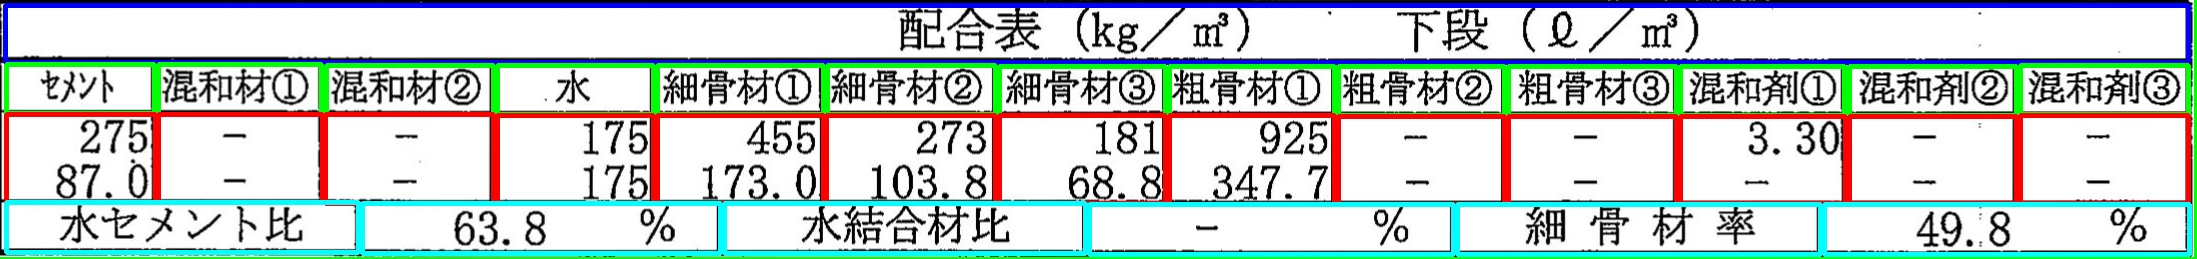 配合表（kg／㎥） 下段（ℓ／㎥）
ｾﾒﾝﾄ 混和材① 混和材② 水 細骨材① 細骨材② 細骨材③ 粗骨材① 粗骨材② 粗骨材③ 混和剤① 混和剤② 混和剤③
275 － － 175 455 273 181 925 － － 3.30 － －
87.0 － － 175 173.0 103.8 68.8 347.7 － － － － －
水セメント比 63.8 % 水結合材比 － % 細骨材率 49.8 %